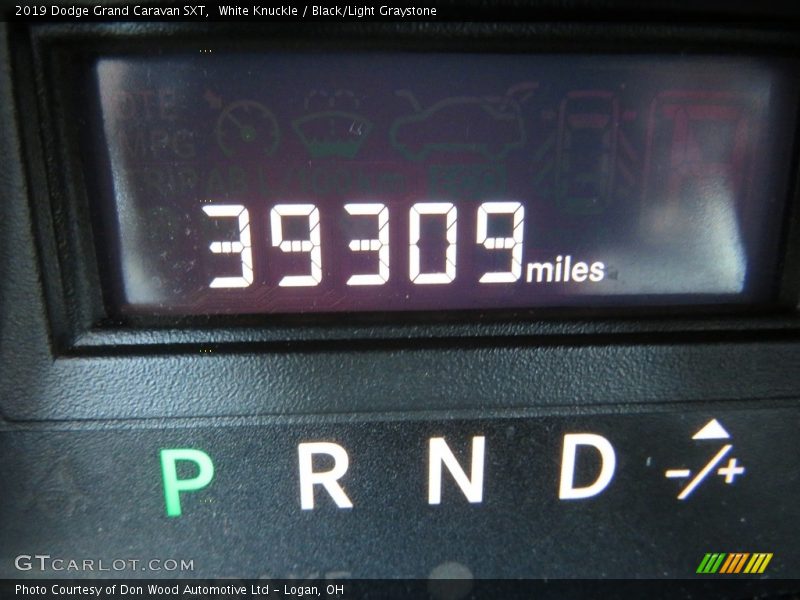 2019 Dodge Grand Caravan SXT,  White Knuckle / Black/Light Graystone
39309 miles
P R N D -/+
GTCARLOT.COM
Photo Courtesy of Don Wood Automotive Ltd - Logan, OH